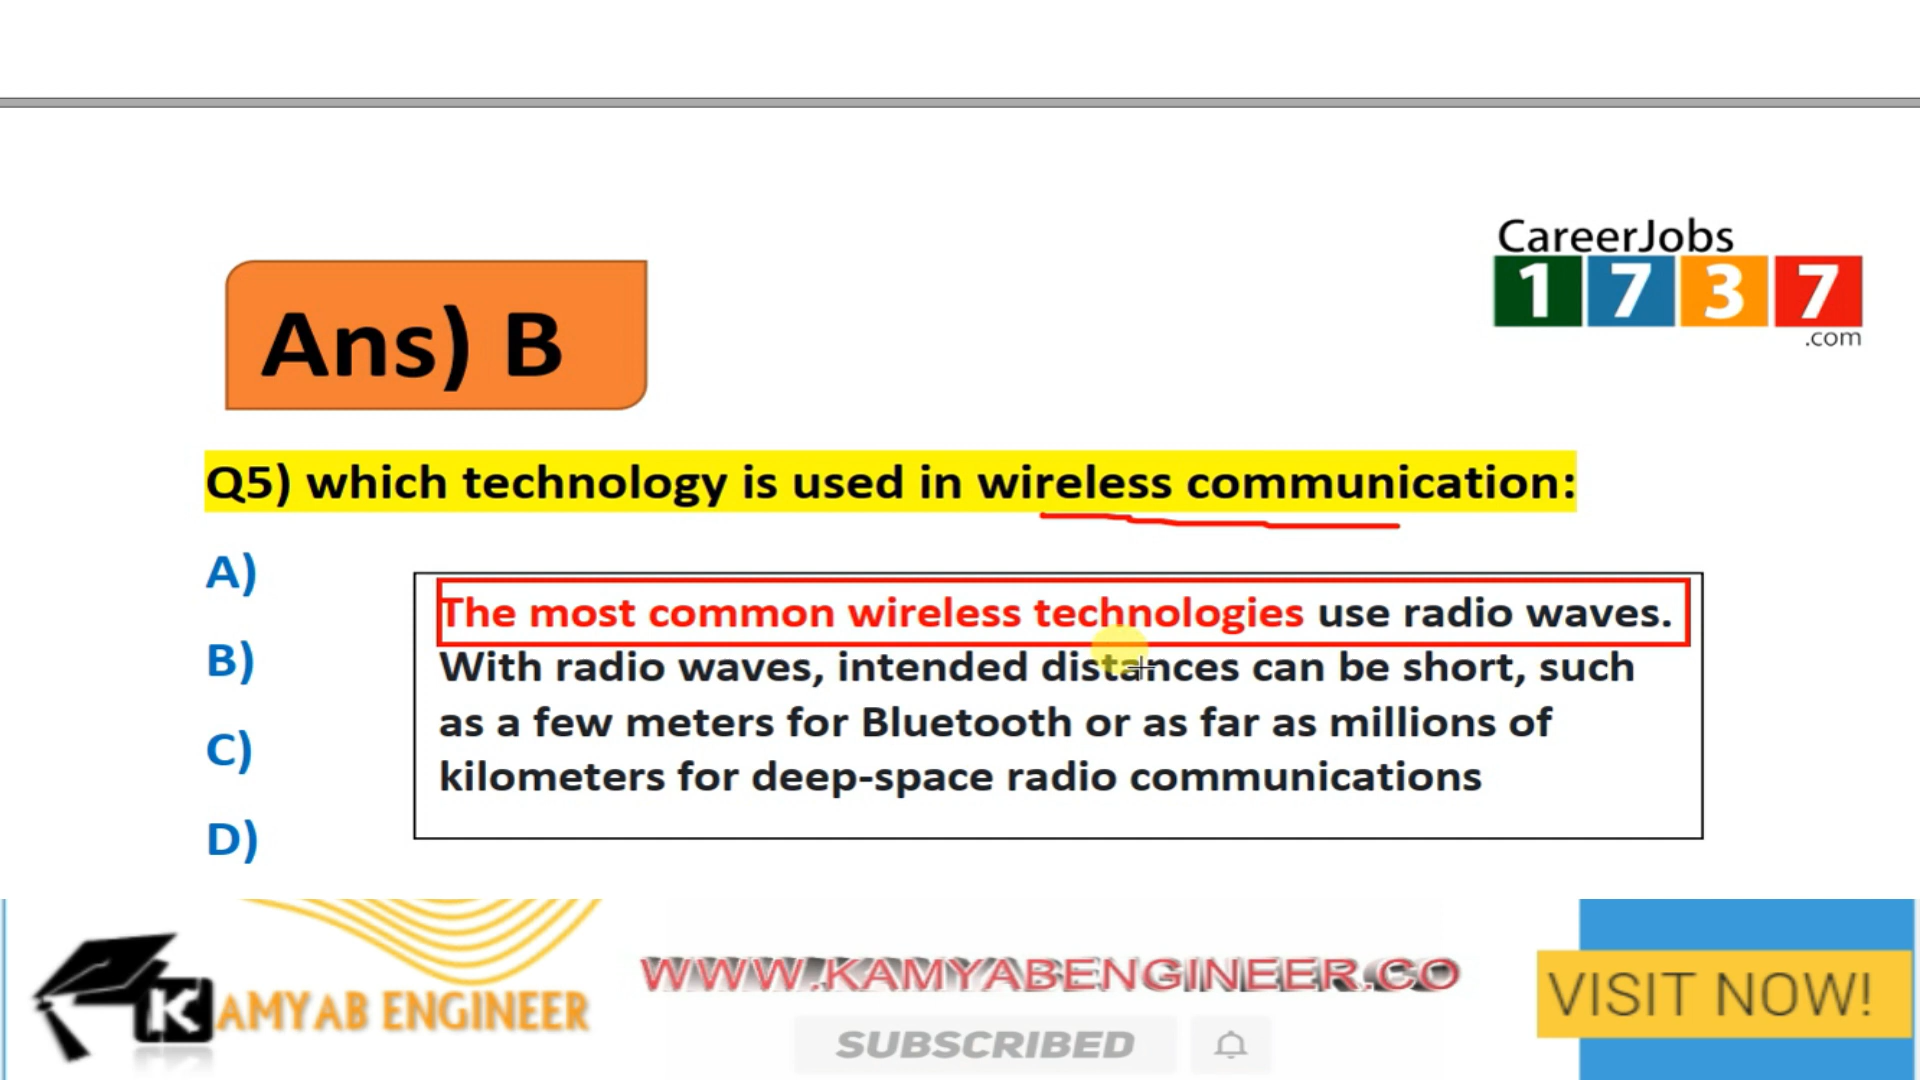 CareerJobs
1737
.com
Ans) B
Q5) which technology is used in wireless communication:
A)
The most common wireless technologies use radio waves.
B)
With radio waves, intended distances can be short, such
as a few meters for Bluetooth or as far as millions of
C)
kilometers for deep-space radio communications
D)
KAMYAB ENGINEER
WWW.KAMYABENGINEER.CO
VISIT NOW!
SUBSCRIBED